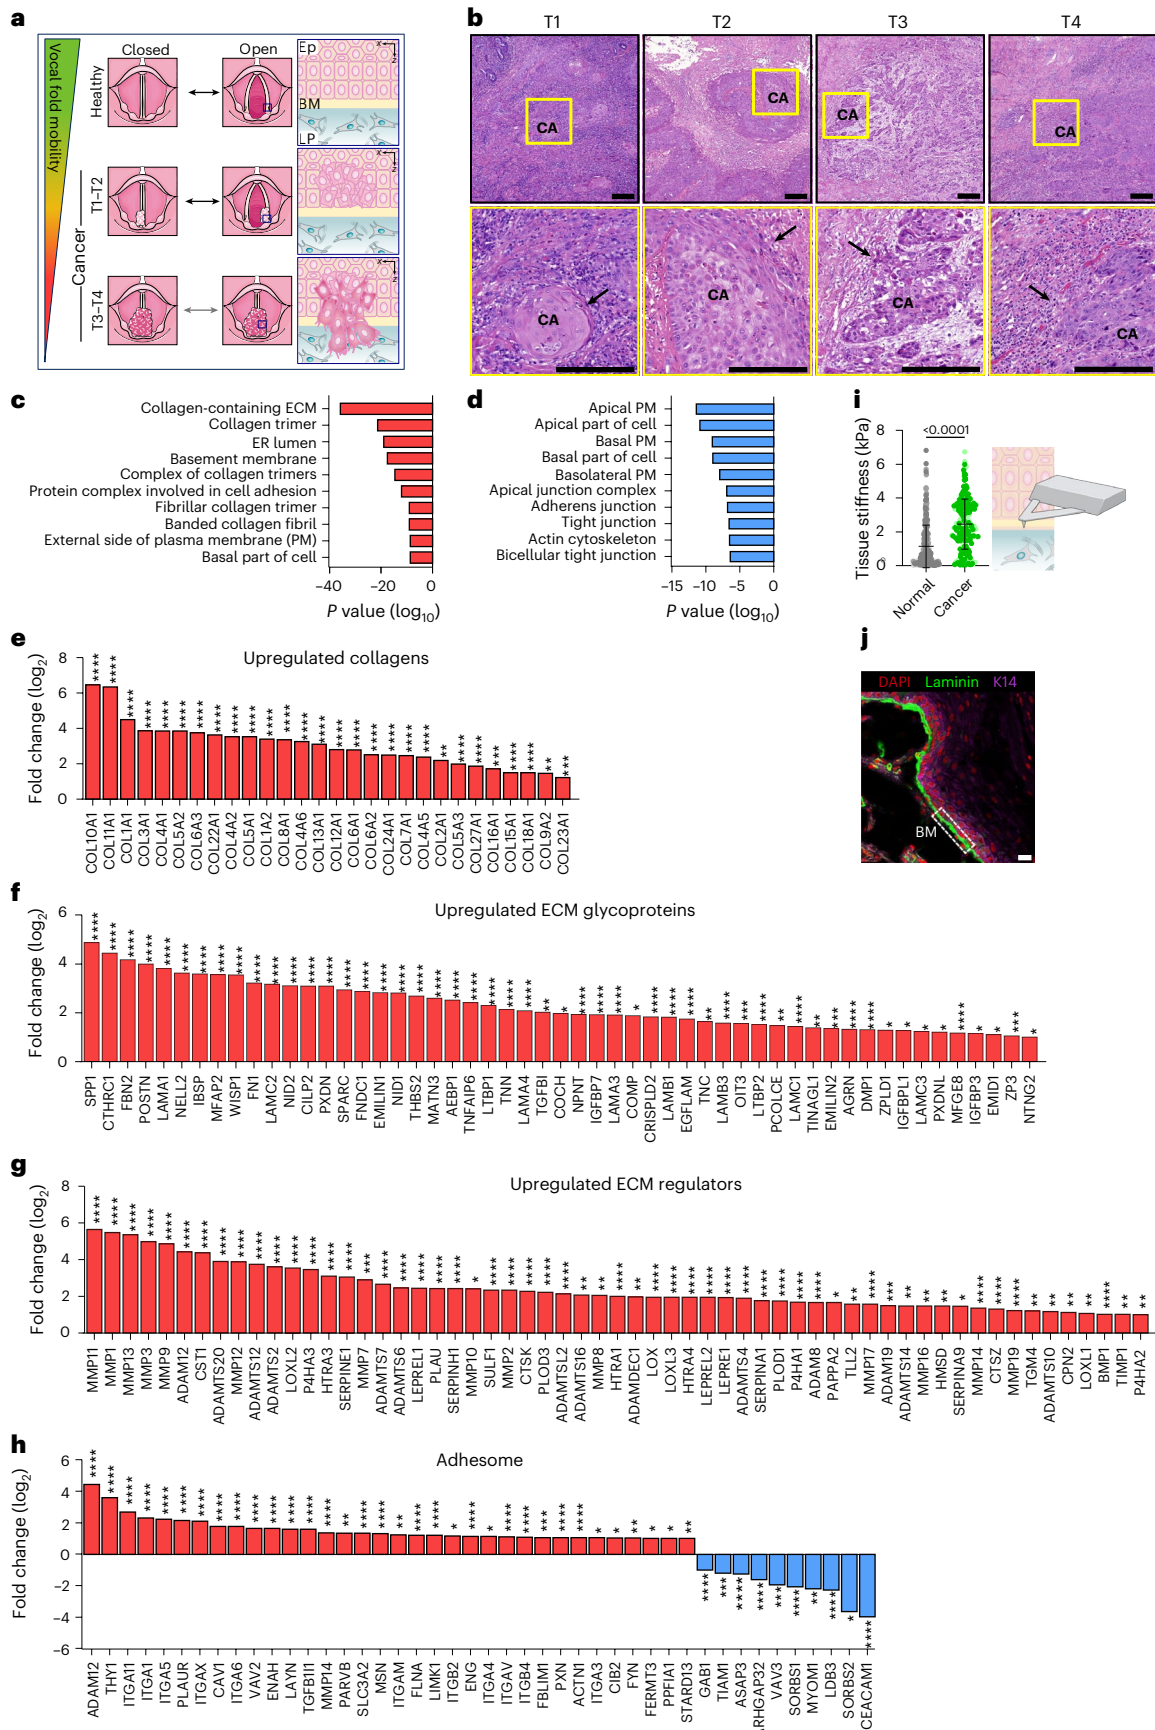 a
Vocal fold mobility
Closed
Open
Healthy
Cancer
T1–T2
T3–T4
Ep
BM
LP
x
z
x
z
x
z
b
T1
T2
T3
T4
CA
CA
CA
CA
CA
CA
CA
CA
c
Collagen-containing ECM
Collagen trimer
ER lumen
Basement membrane
Complex of collagen trimers
Protein complex involved in cell adhesion
Fibrillar collagen trimer
Banded collagen fibril
External side of plasma membrane (PM)
Basal part of cell
−40 −20 0
P value (log10)
d
Apical PM
Apical part of cell
Basal PM
Basal part of cell
Basolateral PM
Apical junction complex
Adherens junction
Tight junction
Actin cytoskeleton
Bicellular tight junction
−15 −10 −5 0
P value (log10)
i
Tissue stiffness (kPa)
8
6
4
2
0
<0.0001
Normal
Cancer
j
DAPI Laminin K14
BM
e
Upregulated collagens
Fold change (log2)
8
6
4
2
0
COL10A1 COL11A1 COL1A1 COL3A1 COL4A1 COL5A2 COL6A3 COL22A1 COL4A2 COL5A1 COL1A2 COL8A1 COL4A6 COL13A1 COL12A1 COL6A1 COL6A2 COL24A1 COL7A1 COL4A5 COL2A1 COL5A3 COL27A1 COL16A1 COL15A1 COL18A1 COL9A2 COL23A1
f
Upregulated ECM glycoproteins
Fold change (log2)
6
4
2
0
SPP1 CTHRC1 FBN2 POSTN LAMA1 NELL2 IBSP MFAP2 WISP1 FN1 LAMC2 NID2 CILP2 PXDN SPARC FNDC1 EMILIN1 NID1 THBS2 MATN3 AEBP1 TNFAIP6 LTBP1 TNN LAMA4 TGFBI COCH NPNT IGFBP7 LAMA3 COMP CRISPLD2 LAMB1 EGFLAM TNC LAMB3 OIT3 LTBP2 PCOLCE LAMC1 TINAGL1 EMILIN2 AGRN DMP1 ZPLD1 IGFBPL1 LAMC3 PXDNL MFGE8 IGFBP3 EMID1 ZP3 NTNG2
g
Upregulated ECM regulators
Fold change (log2)
8
6
4
2
0
MMP11 MMP1 MMP13 MMP3 MMP9 ADAM12 CST1 ADAMTS20 MMP12 ADAMTS12 ADAMTS2 LOXL2 P4HA3 HTRA3 SERPINE1 MMP7 ADAMTS7 ADAMTS6 LEPREL1 PLAU SERPINH1 MMP10 SULF1 MMP2 CTSK PLOD3 ADAMTSL2 ADAMTS16 MMP8 HTRA1 ADAMDEC1 LOX LOXL3 HTRA4 LEPREL2 LEPRE1 ADAMTS4 SERPINA1 PLOD1 P4HA1 ADAM8 PAPPA2 TLL2 MMP17 ADAM19 ADAMTS14 MMP16 HMSD SERPINA9 MMP14 CTSZ MMP19 TGM4 ADAMTS10 CPN2 LOXL1 BMP1 TIMP1 P4HA2
h
Adhesome
Fold change (log2)
6
4
2
0
−2
−4
−6
ADAM12 THY1 ITGA11 ITGA1 ITGA5 PLAUR ITGAX CAV1 ITGA6 VAV2 ENAH LAYN TGFB1I1 MMP14 PARVB SLC3A2 MSN ITGAM FLNA LIMK1 ITGB2 ENG ITGA4 ITGAV ITGB4 FBLIM1 PXN ACTN1 ITGA3 CIB2 FYN FERMT3 PPFIA1 STARD13 GAB1 TIAM1 ASAP3 ARHGAP32 VAV3 SORBS1 MYOM1 LDB3 SORBS2 CEACAM1